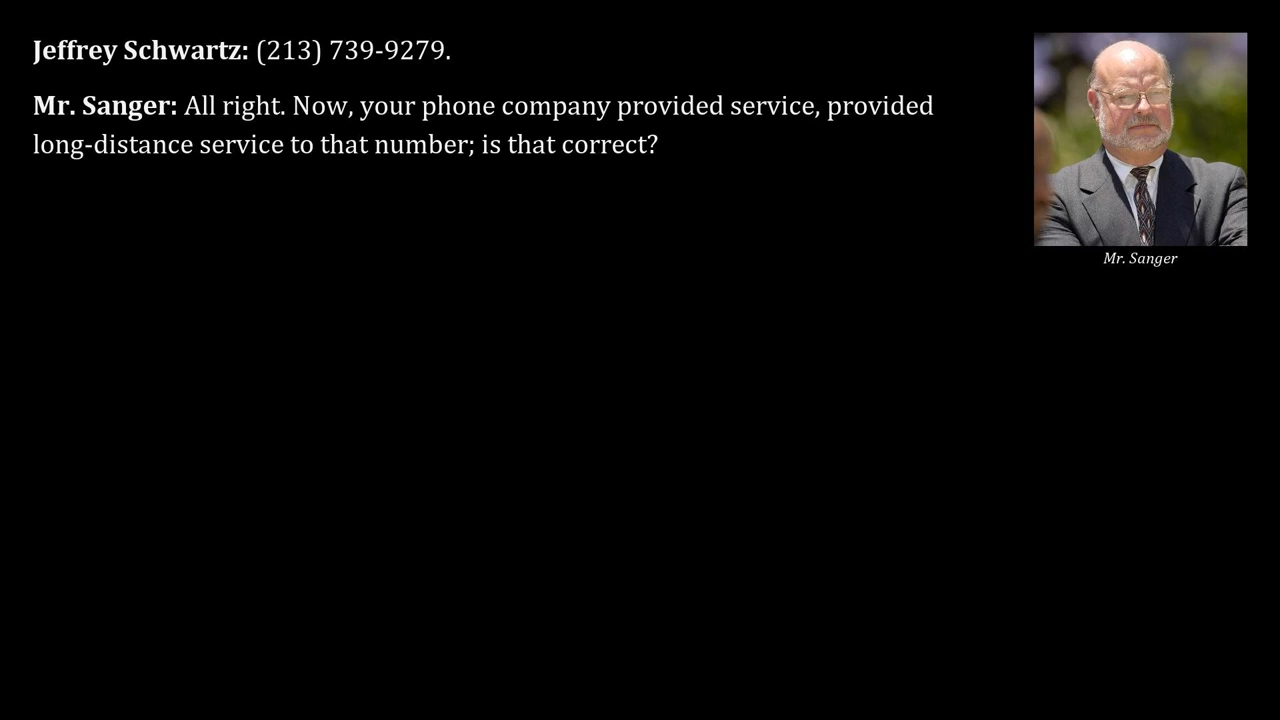 Jeffrey Schwartz: (213) 739-9279.
Mr. Sanger: All right. Now, your phone company provided service, provided
long-distance service to that number; is that correct?
Mr. Sanger